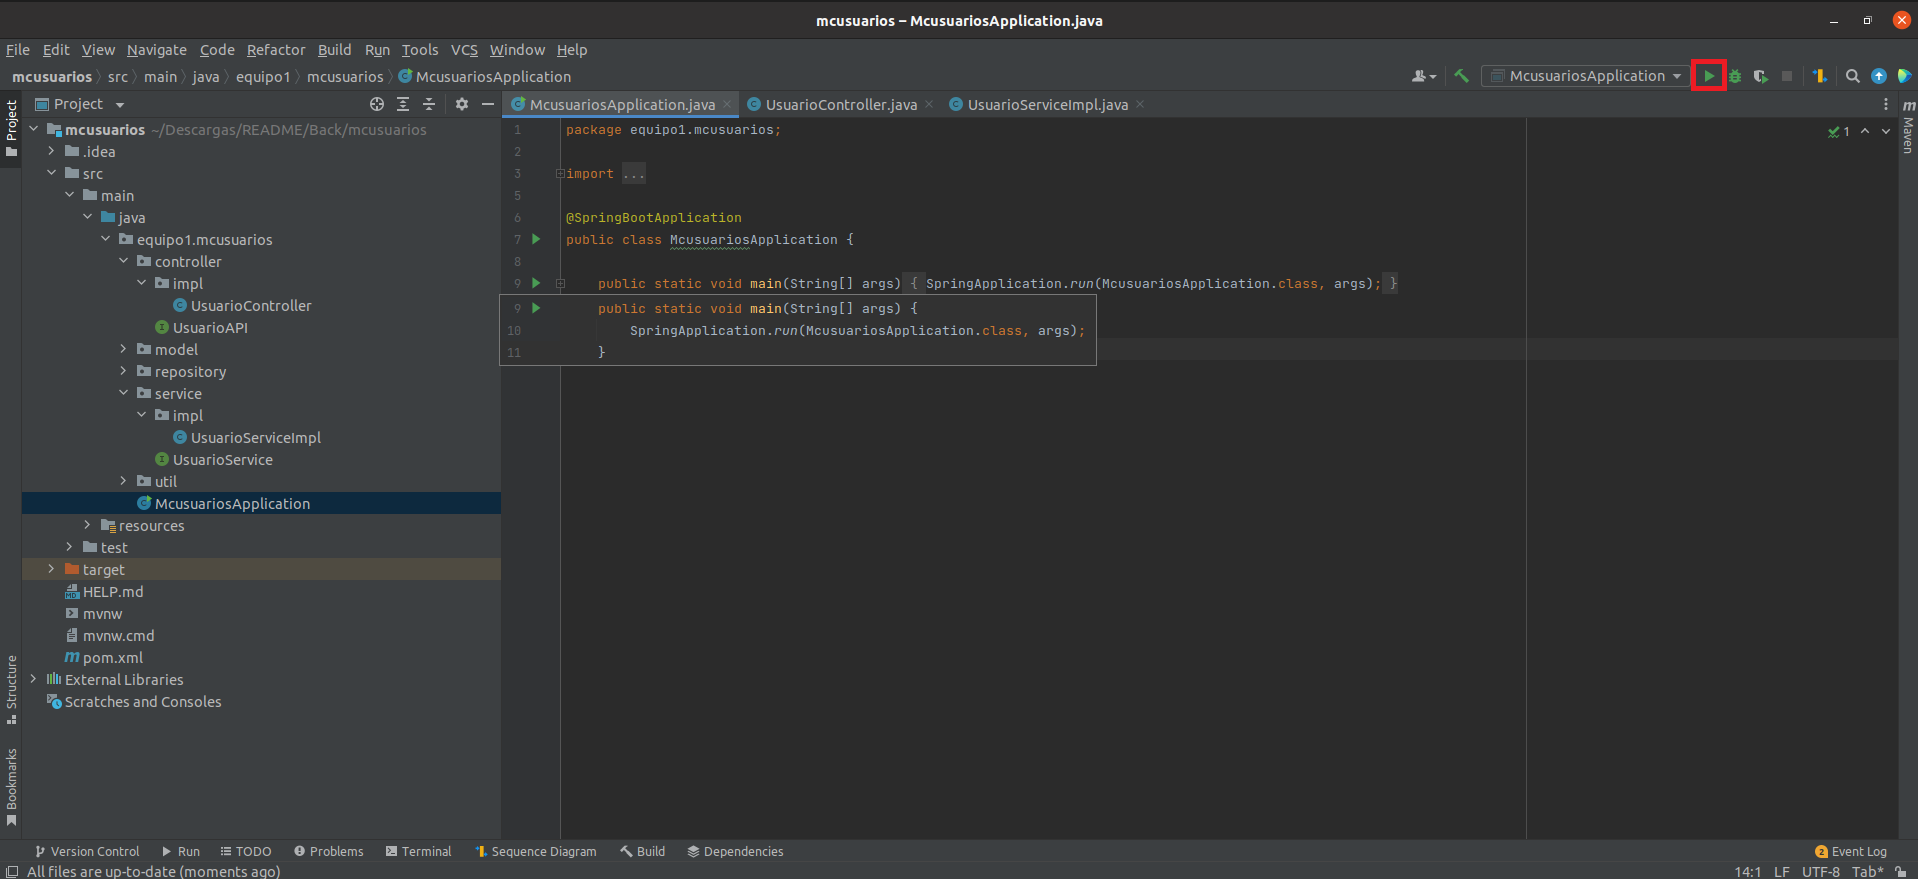 mcusuarios – McusuariosApplication.java
File Edit View Navigate Code Refactor Build Run Tools VCS Window Help
mcusuarios src main java equipo1 mcusuarios McusuariosApplication
McusuariosApplication
Project
McusuariosApplication.java
UsuarioController.java
UsuarioServiceImpl.java
Project
Structure
Bookmarks
m
Maven
mcusuarios ~/Descargas/README/Back/mcusuarios
.idea
src
main
java
equipo1.mcusuarios
controller
impl
UsuarioController
UsuarioAPI
model
repository
service
impl
UsuarioServiceImpl
UsuarioService
util
McusuariosApplication
resources
test
target
HELP.md
mvnw
mvnw.cmd
pom.xml
External Libraries
Scratches and Consoles
1 package equipo1.mcusuarios;
2
3 import ...
5
6 @SpringBootApplication
7 public class McusuariosApplication {
8
9 public static void main(String[] args) { SpringApplication.run(McusuariosApplication.class, args); }
9 public static void main(String[] args) {
10 SpringApplication.run(McusuariosApplication.class, args);
11 }
1
Version Control Run TODO Problems Terminal Sequence Diagram Build Dependencies
2 Event Log
All files are up-to-date (moments ago)
14:1 LF UTF-8 Tab*